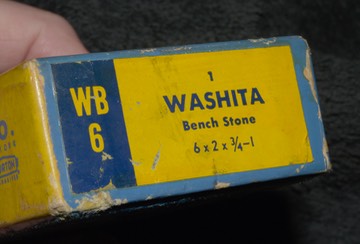 WB
6
1
WASHITA
Bench Stone
6 x 2 x 3/4-1
O.